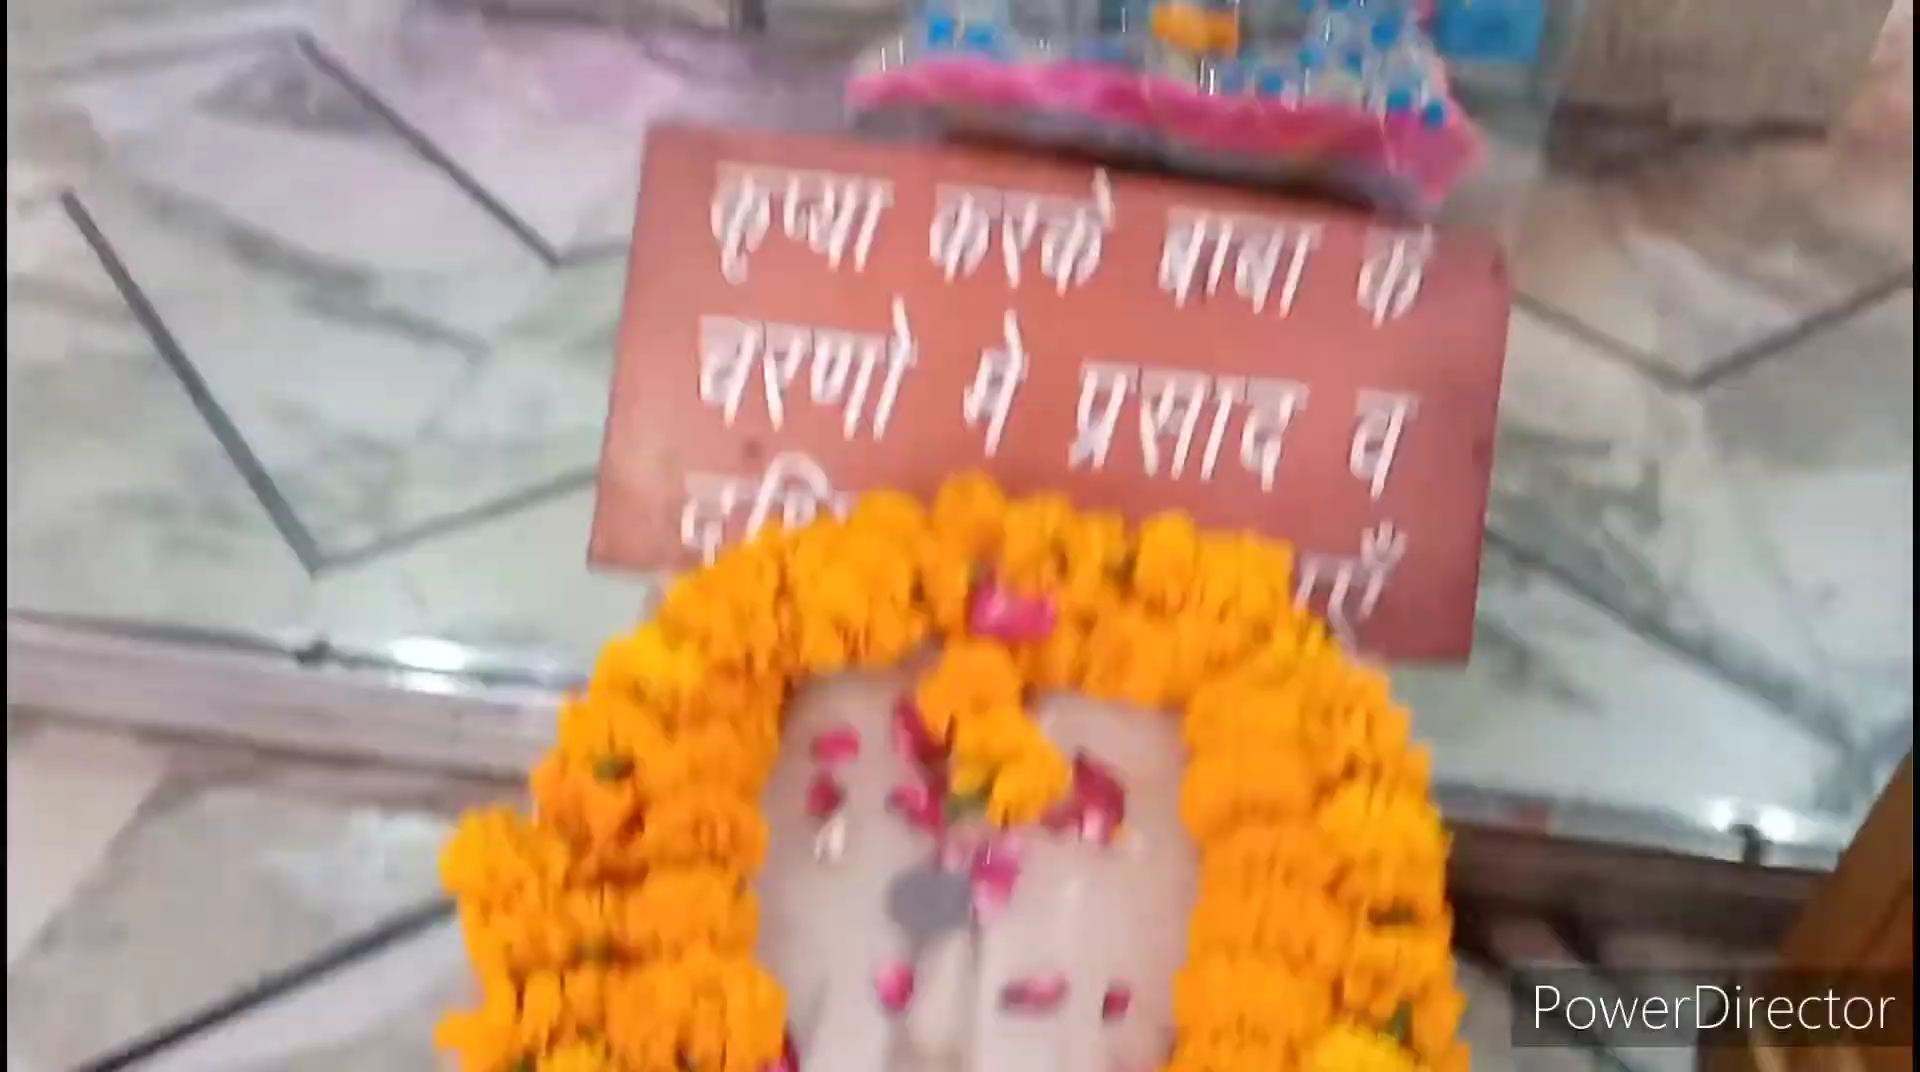 कृप्या करके बाबा के
चरणो मे प्रसाद व
PowerDirector